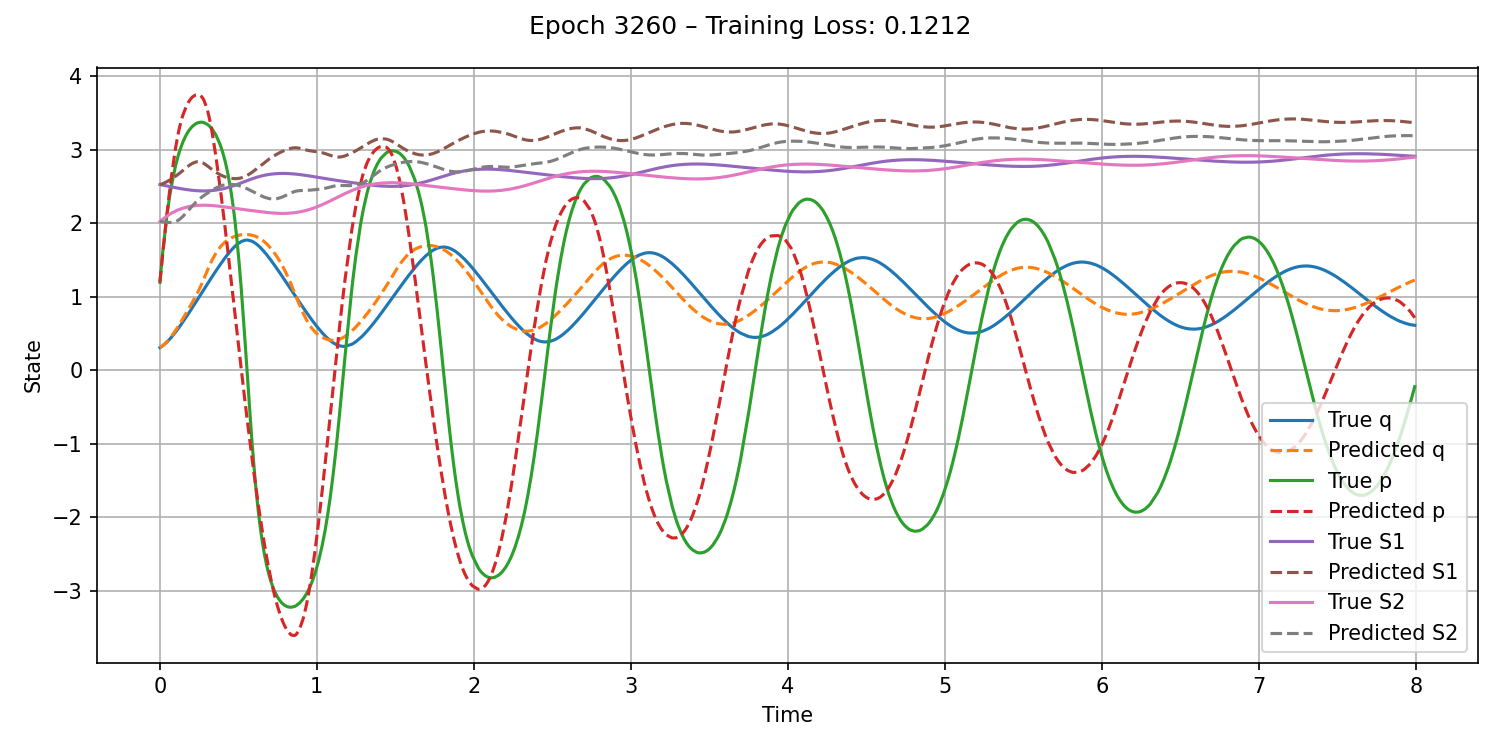 Epoch 3260 – Training Loss: 0.1212
4
3
2
1
0
−1
−2
−3
State
0 1 2 3 4 5 6 7 8
Time
True q
Predicted q
True p
Predicted p
True S1
Predicted S1
True S2
Predicted S2